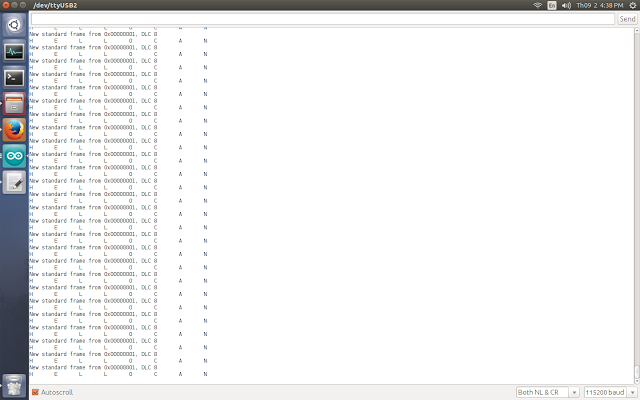 /dev/ttyUSB2 En Th09 2 4:38 PM
Send
New standard frame from 0x00000001, DLC 8
H E L L O C A N
New standard frame from 0x00000001, DLC 8
H E L L O C A N
New standard frame from 0x00000001, DLC 8
H E L L O C A N
New standard frame from 0x00000001, DLC 8
H E L L O C A N
New standard frame from 0x00000001, DLC 8
H E L L O C A N
New standard frame from 0x00000001, DLC 8
H E L L O C A N
New standard frame from 0x00000001, DLC 8
H E L L O C A N
New standard frame from 0x00000001, DLC 8
H E L L O C A N
New standard frame from 0x00000001, DLC 8
H E L L O C A N
New standard frame from 0x00000001, DLC 8
H E L L O C A N
New standard frame from 0x00000001, DLC 8
H E L L O C A N
New standard frame from 0x00000001, DLC 8
H E L L O C A N
New standard frame from 0x00000001, DLC 8
H E L L O C A N
New standard frame from 0x00000001, DLC 8
H E L L O C A N
New standard frame from 0x00000001, DLC 8
H E L L O C A N
New standard frame from 0x00000001, DLC 8
H E L L O C A N
New standard frame from 0x00000001, DLC 8
H E L L O C A N
New standard frame from 0x00000001, DLC 8
H E L L O C A N
New standard frame from 0x00000001, DLC 8
H E L L O C A N
New standard frame from 0x00000001, DLC 8
H E L L O C A N
New standard frame from 0x00000001, DLC 8
H E L L O C A N
New standard frame from 0x00000001, DLC 8
H E L L O C A N
New standard frame from 0x00000001, DLC 8
H E L L O C A N
New standard frame from 0x00000001, DLC 8
H E L L O C A N
New standard frame from 0x00000001, DLC 8
H E L L O C A N
New standard frame from 0x00000001, DLC 8
H E L L O C A N
Autoscroll Both NL & CR 115200 baud